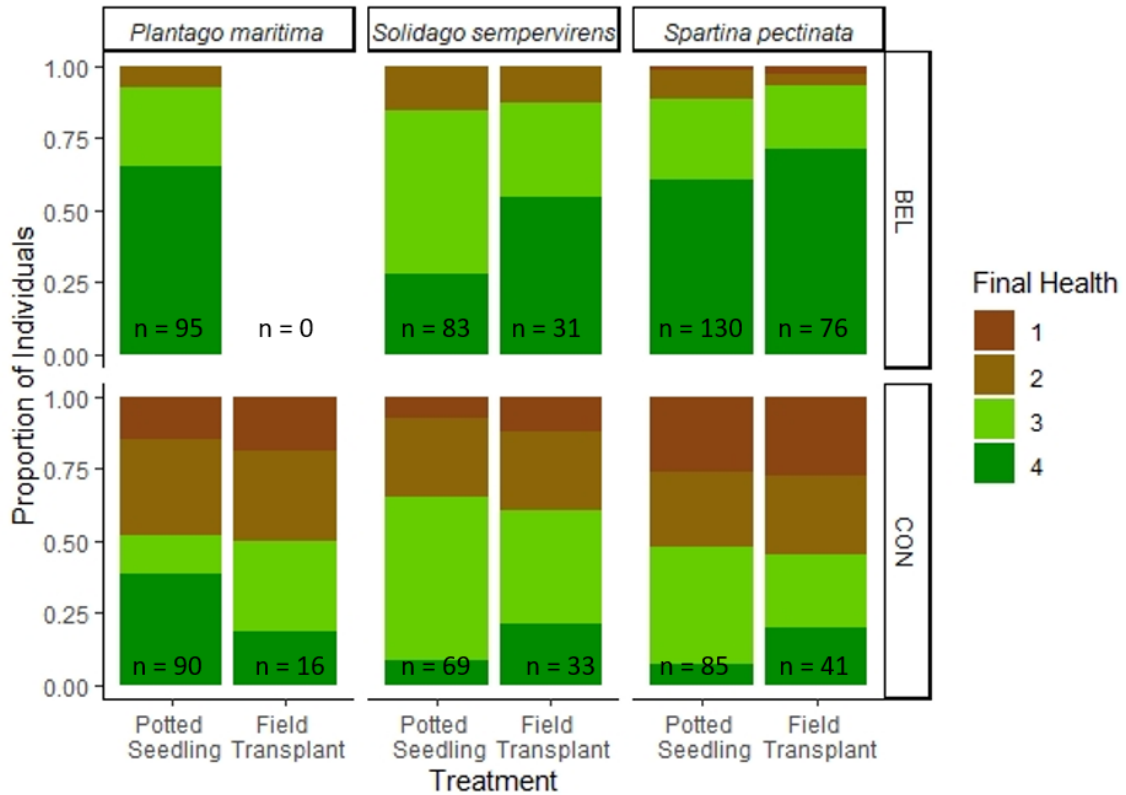 Plantago maritima
Solidago sempervirens
Spartina pectinata
Proportion of Individuals
1.00
0.75
0.50
0.25
0.00
n = 95
n = 0
n = 83
n = 31
n = 130
n = 76
BEL
1.00
0.75
0.50
0.25
0.00
n = 90
n = 16
n = 69
n = 33
n = 85
n = 41
CON
Potted
Seedling
Field
Transplant
Potted
Seedling
Field
Transplant
Potted
Seedling
Field
Transplant
Treatment
Final Health
1
2
3
4